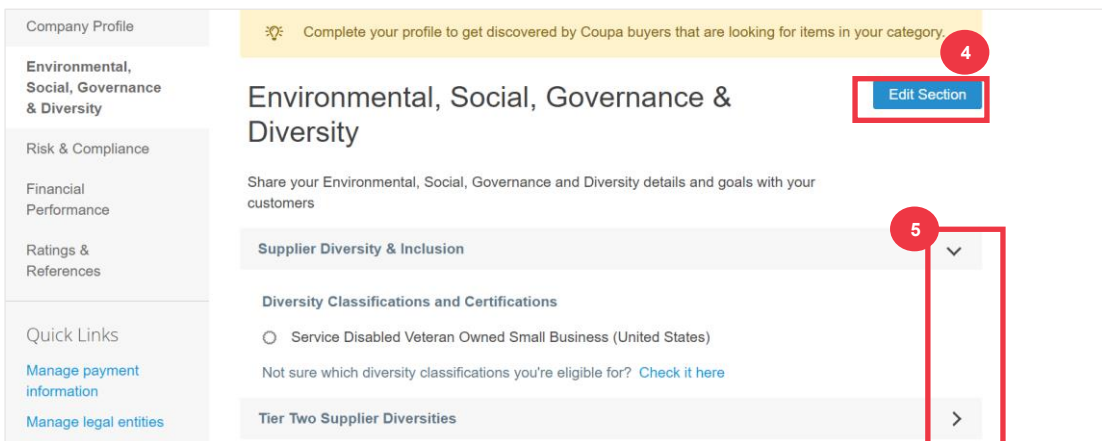 Company Profile
Environmental,
Social, Governance
& Diversity
Risk & Compliance
Financial
Performance
Ratings &
References
Quick Links
Manage payment
information
Manage legal entities
Complete your profile to get discovered by Coupa buyers that are looking for items in your category.
4
Environmental, Social, Governance &
Diversity
Edit Section
Share your Environmental, Social, Governance and Diversity details and goals with your
customers
5
Supplier Diversity & Inclusion
Diversity Classifications and Certifications
Service Disabled Veteran Owned Small Business (United States)
Not sure which diversity classifications you're eligible for? Check it here
Tier Two Supplier Diversities